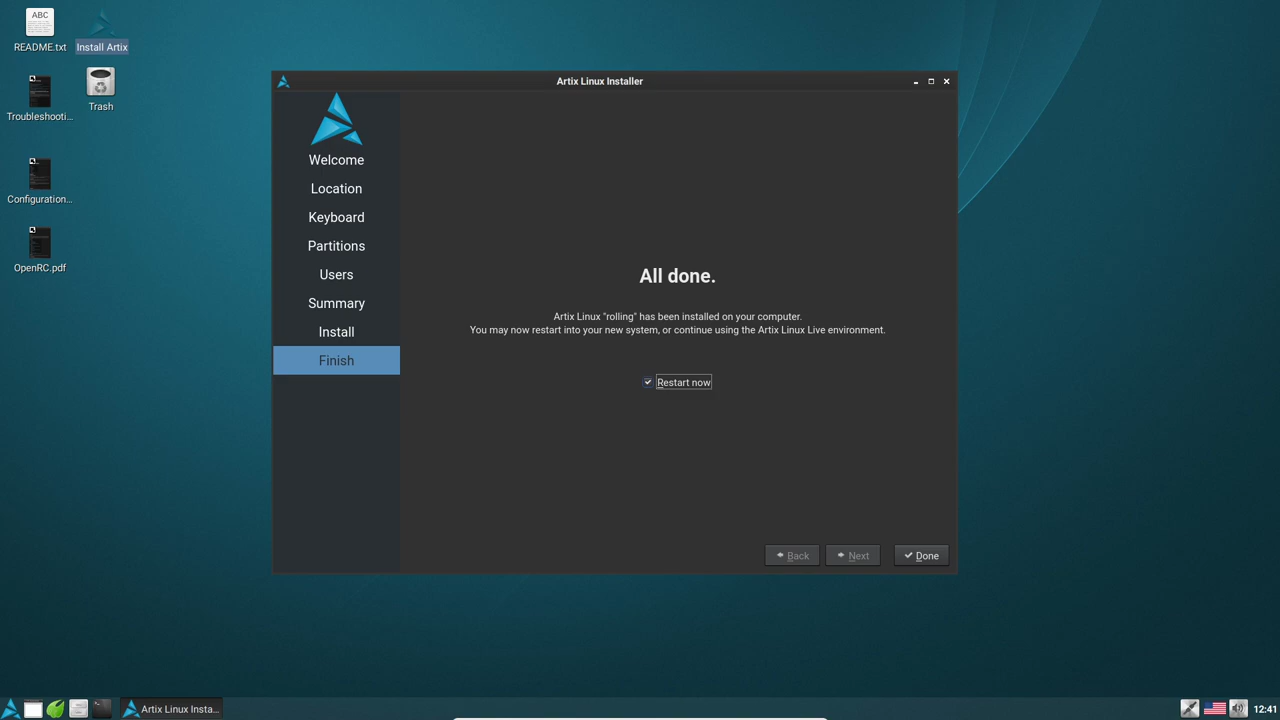 ABC
README.txt
Install Artix
Trash
Troubleshooti...
Configuration...
OpenRC.pdf
Artix Linux Installer
Welcome
Location
Keyboard
Partitions
Users
Summary
Install
Finish
All done.
Artix Linux "rolling" has been installed on your computer.
You may now restart into your new system, or continue using the Artix Linux Live environment.
Restart now
Back
Next
Done
Artix Linux Insta...
12:41